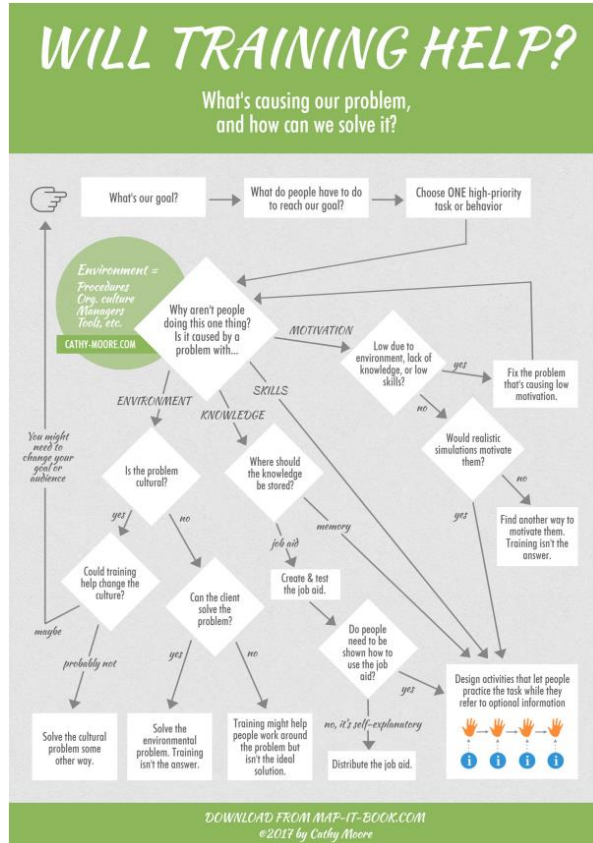 WILL TRAINING HELP?
What's causing our problem,
and how can we solve it?
What's our goal?
What do people have to do
to reach our goal?
Choose ONE high-priority
task or behavior
Environment =
Procedures
Org. culture
Managers
Tools, etc.
CATHY-MOORE.COM
Why aren't people
doing this one thing?
Is it caused by a
problem with...
MOTIVATION
Low due to
environment, lack of
knowledge, or low
skills?
yes
Fix the problem
that's causing low
motivation.
no
SKILLS
ENVIRONMENT
KNOWLEDGE
You might
need to
change your
goal or
audience
Is the problem
cultural?
Where should
the knowledge
be stored?
Would realistic
simulations motivate
them?
no
yes
Find another way to
motivate them.
Training isn't the
answer.
yes
no
memory
job aid
Could training
help change the
culture?
Can the client
solve the
problem?
Create & test
the job aid.
Do people
need to be
shown how to
use the job
aid?
maybe
probably not
yes
no
yes
no, it's self-explanatory
Design activities that let people
practice the task while they
refer to optional information
i i i i
Solve the cultural
problem some
other way.
Solve the
environmental
problem. Training
isn't the answer.
Training might help
people work around
the problem but
isn't the ideal
solution.
Distribute the job aid.
DOWNLOAD FROM MAP-IT-BOOK.COM
©2017 by Cathy Moore